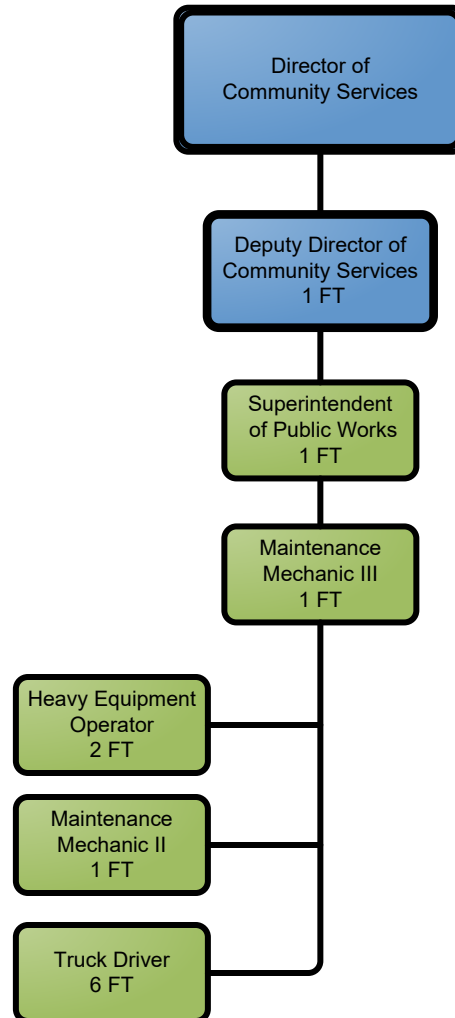 Director of
Community Services
Deputy Director of
Community Services
1 FT
Superintendent
of Public Works
1 FT
Maintenance
Mechanic III
1 FT
Heavy Equipment
Operator
2 FT
Maintenance
Mechanic II
1 FT
Truck Driver
6 FT